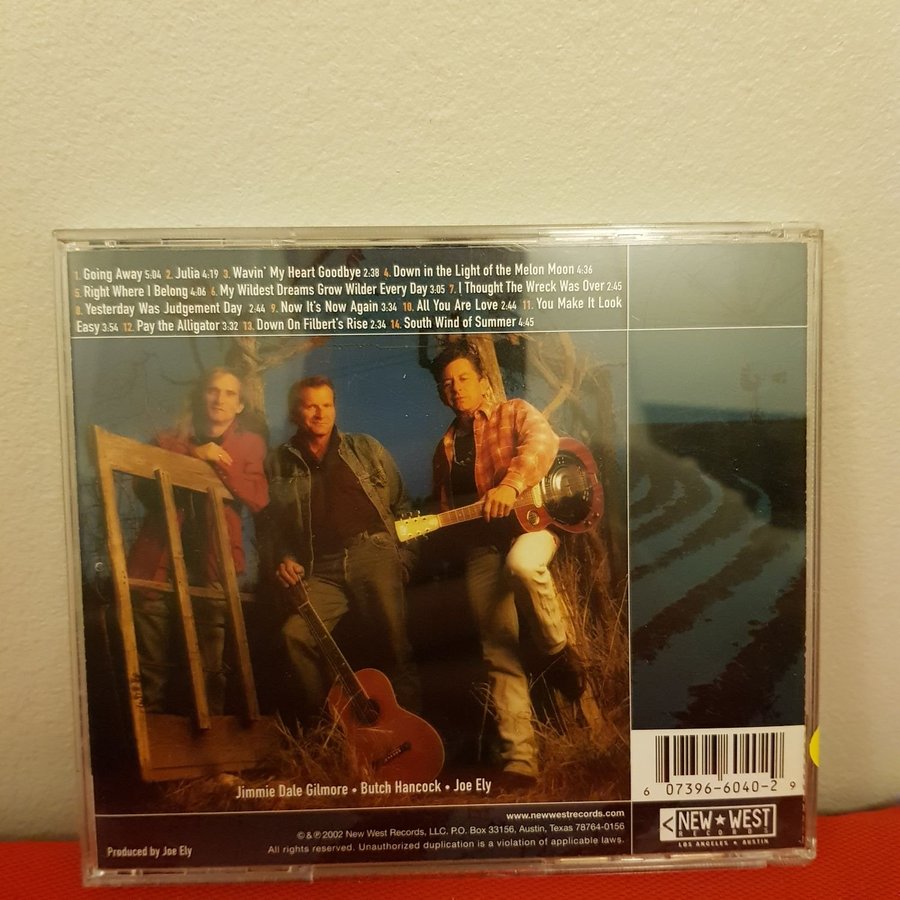 1. Going Away 5:04 2. Julia 4:19 3. Wavin' My Heart Goodbye 2:38 4. Down in the Light of the Melon Moon 4:36
5. Right Where I Belong 4:06 6. My Wildest Dreams Grow Wilder Every Day 3:05 7. I Thought The Wreck Was Over 2:45
8. Yesterday Was Judgement Day 2:44 9. Now It's Now Again 3:34 10. All You Are Love 2:44 11. You Make It Look
Easy 3:54 12. Pay the Alligator 3:32 13. Down On Filbert's Rise 2:34 14. South Wind of Summer 4:45
Jimmie Dale Gilmore • Butch Hancock • Joe Ely
6 07396-6040-2 9
www.newwestrecords.com
©&℗2002 New West Records, LLC. P.O. Box 33156, Austin, Texas 78764-0156
Produced by Joe Ely
All rights reserved. Unauthorized duplication is a violation of applicable laws.
NEW★WEST
RECORDS
LOS ANGELES • AUSTIN